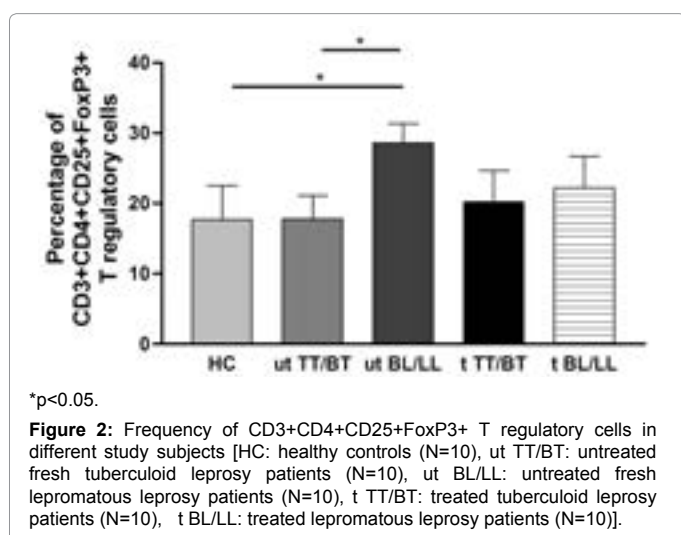 *
*
40
30
20
10
0
Percentage of
CD3+CD4+CD25+FoxP3+
T regulatory cells
HC ut TT/BT ut BL/LL t TT/BT t BL/LL
*p<0.05.
Figure 2: Frequency of CD3+CD4+CD25+FoxP3+ T regulatory cells in
different study subjects [HC: healthy controls (N=10), ut TT/BT: untreated
fresh tuberculoid leprosy patients (N=10), ut BL/LL: untreated fresh
lepromatous leprosy patients (N=10), t TT/BT: treated tuberculoid leprosy
patients (N=10), t BL/LL: treated lepromatous leprosy patients (N=10)].